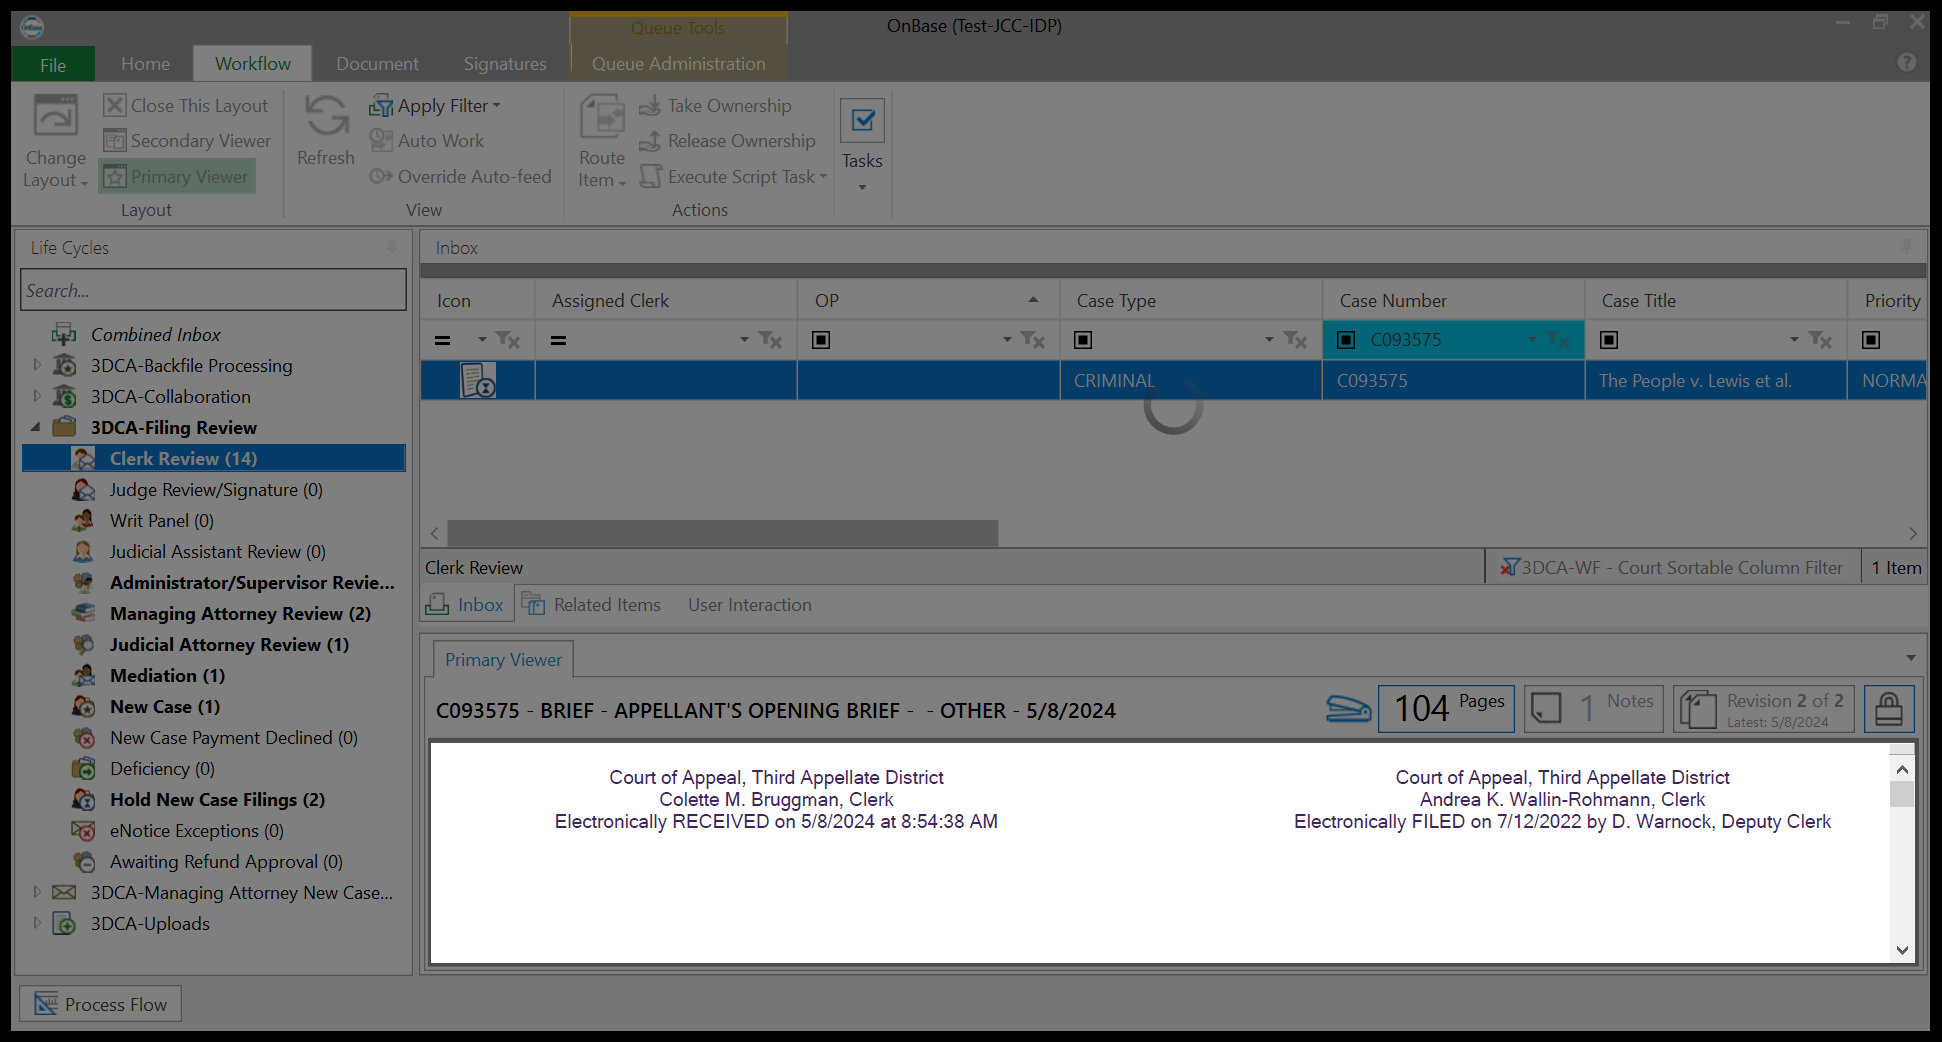 OnBase
Queue Tools
OnBase (Test-JCC-IDP)
File
Home
Workflow
Document
Signatures
Queue Administration
?
Change
Layout
Close This Layout
Secondary Viewer
Primary Viewer
Layout
Refresh
Apply Filter
Auto Work
Override Auto-feed
View
Route
Item
Take Ownership
Release Ownership
Execute Script Task
Actions
Tasks
Life Cycles
Search...
Combined Inbox
3DCA-Backfile Processing
3DCA-Collaboration
3DCA-Filing Review
Clerk Review (14)
Judge Review/Signature (0)
Writ Panel (0)
Judicial Assistant Review (0)
Administrator/Supervisor Revie...
Managing Attorney Review (2)
Judicial Attorney Review (1)
Mediation (1)
New Case (1)
New Case Payment Declined (0)
Deficiency (0)
Hold New Case Filings (2)
eNotice Exceptions (0)
Awaiting Refund Approval (0)
3DCA-Managing Attorney New Case...
3DCA-Uploads
Process Flow
Inbox
Icon Assigned Clerk OP Case Type Case Number Case Title Priority
C093575
CRIMINAL C093575 The People v. Lewis et al. NORMA
Clerk Review 3DCA-WF - Court Sortable Column Filter 1 Item
Inbox Related Items User Interaction
Primary Viewer
C093575 - BRIEF - APPELLANT'S OPENING BRIEF - - OTHER - 5/8/2024
104 Pages
1 Notes
Revision 2 of 2
Latest: 5/8/2024
Court of Appeal, Third Appellate District
Colette M. Bruggman, Clerk
Electronically RECEIVED on 5/8/2024 at 8:54:38 AM
Court of Appeal, Third Appellate District
Andrea K. Wallin-Rohmann, Clerk
Electronically FILED on 7/12/2022 by D. Warnock, Deputy Clerk